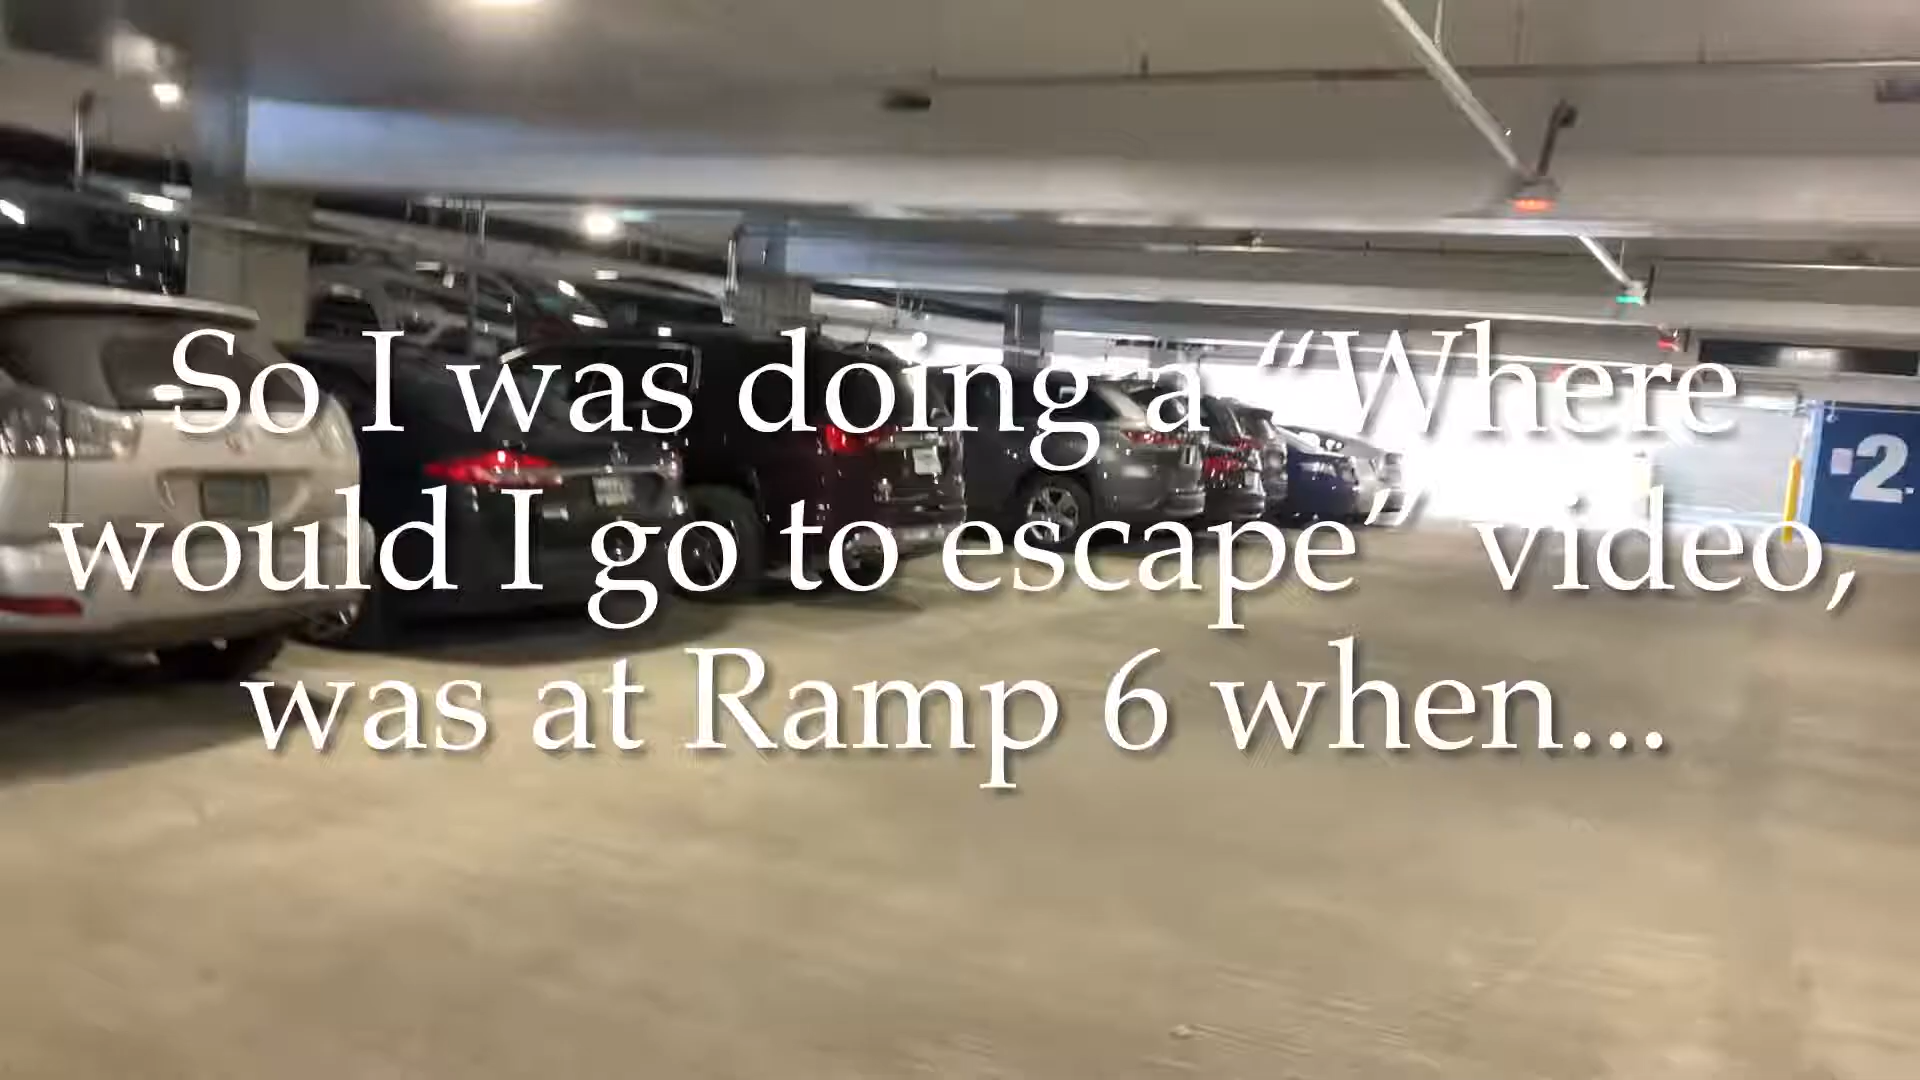 So I was doing a “Where
would I go to escape” video,
was at Ramp 6 when...
2